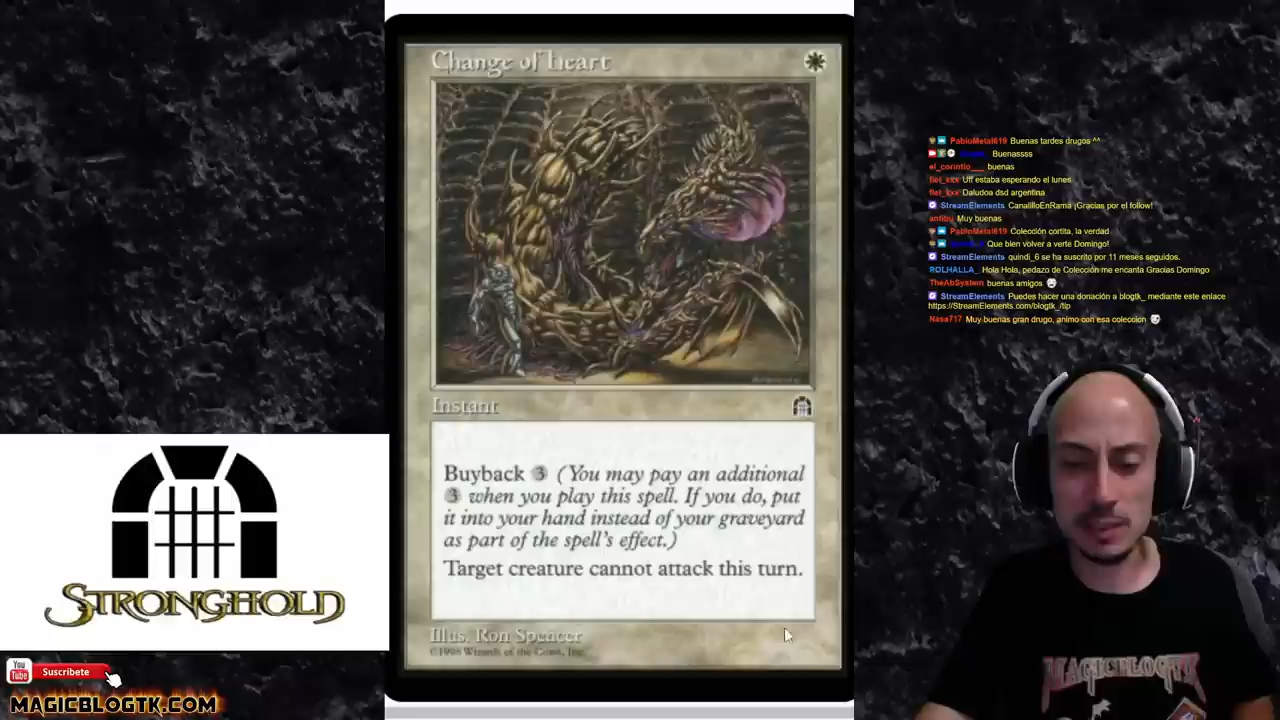 Change of Heart
Instant
Buyback 3 (You may pay an additional
3 when you play this spell. If you do, put
it into your hand instead of your graveyard
as part of the spell's effect.)
Target creature cannot attack this turn.
Illus. Ron Spencer
©1998 Wizards of the Coast, Inc.
PabloMetal619 Buenas tardes drugos ^^
Buenassss
el_corintio___ buenas
Uff estaba esperando el lunes
Daludoa dsd argentina
StreamElements CanalilloEnRama ¡Gracias por el follow!
Muy buenas
PabloMetal619 Colección cortita, la verdad
Que bien volver a verte Domingo!
StreamElements quindi_6 se ha suscrito por 11 meses seguidos.
ROLHALLA_ Hola Hola, pedazo de Colección me encanta Gracias Domingo
TheAbSystem buenas amigos
StreamElements Puedes hacer una donación a blogtk_ mediante este enlace
https://StreamElements.com/blogtk_/tip
Nasa717 Muy buenas gran drugo, animo con esa coleccion
STRONGHOLD
You
Tube
Suscríbete
MAGICBLOGTK.COM
MAGICBLOGTK